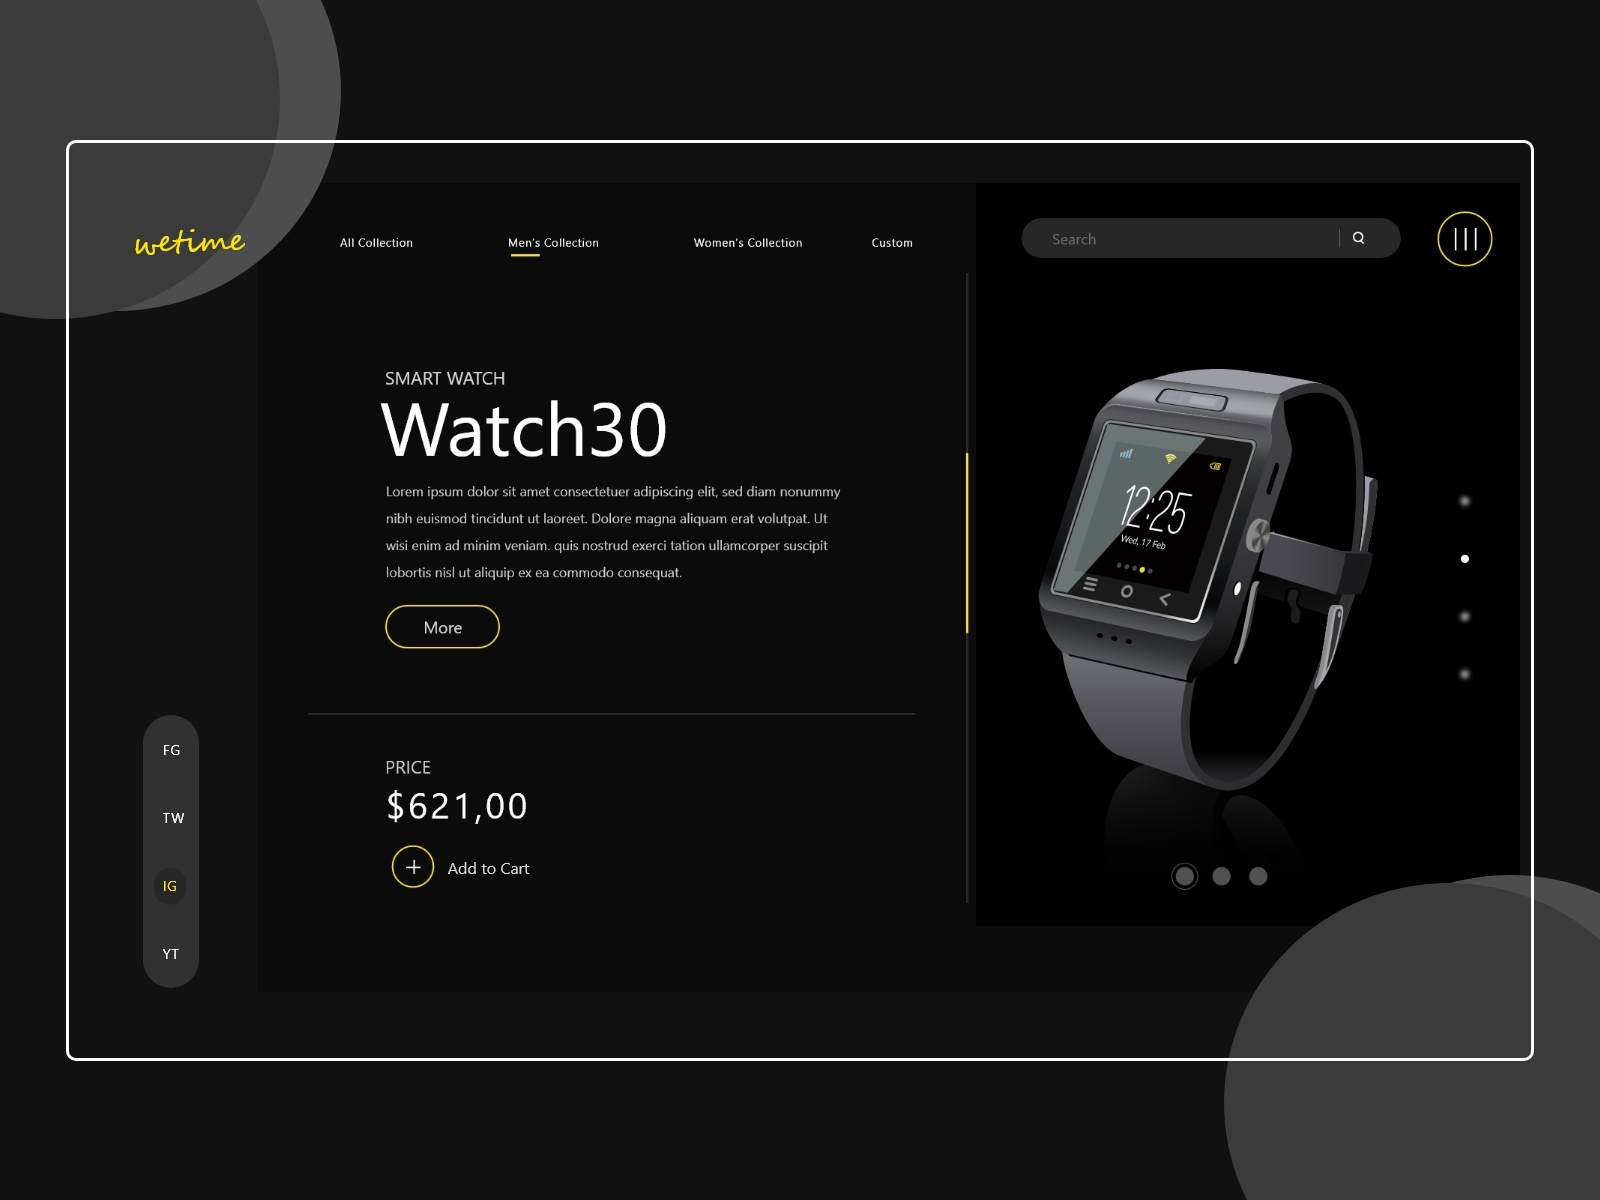 wetime
All Collection
Men's Collection
Women's Collection
Custom
Search
SMART WATCH
Watch30
Lorem ipsum dolor sit amet consectetuer adipiscing elit, sed diam nonummy
nibh euismod tincidunt ut laoreet. Dolore magna aliquam erat volutpat. Ut
wisi enim ad minim veniam. quis nostrud exerci tation ullamcorper suscipit
lobortis nisl ut aliquip ex ea commodo consequat.
More
PRICE
$621,00
+
Add to Cart
12:25
Wed, 17 Feb
FG
TW
IG
YT